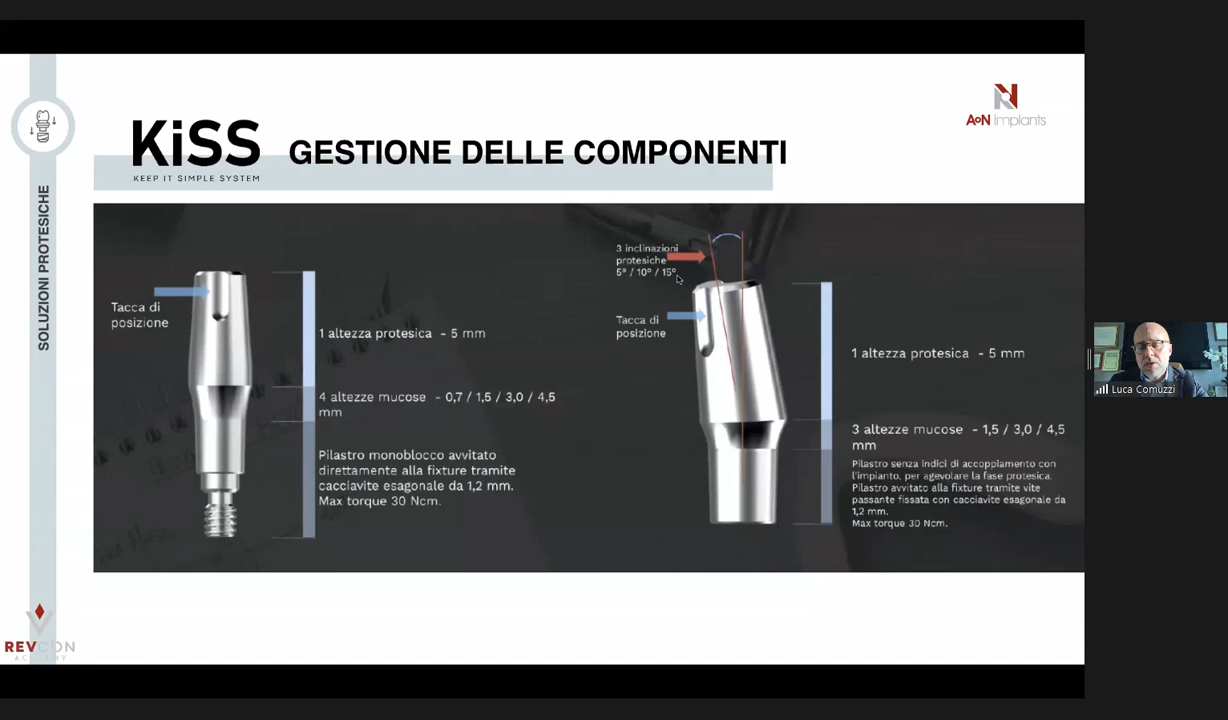 AoN Implants
KiSS
KEEP IT SIMPLE SYSTEM
GESTIONE DELLE COMPONENTI
SOLUZIONI PROTESICHE
Tacca di
posizione
1 altezza protesica - 5 mm
4 altezze mucose - 0,7 / 1,5 / 3,0 / 4,5
mm
Pilastro monoblocco avvitato
direttamente alla fixture tramite
cacciavite esagonale da 1,2 mm.
Max torque 30 Ncm.
3 inclinazioni
protesiche
5° / 10° / 15°
Tacca di
posizione
1 altezza protesica - 5 mm
3 altezze mucose - 1,5 / 3,0 / 4,5
mm
Pilastro senza indici di accoppiamento con
l'impianto, per agevolare la fase protesica.
Pilastro avvitato alla fixture tramite vite
passante fissata con cacciavite esagonale da
1,2 mm.
Max torque 30 Ncm.
Luca Comuzzi
REVCON
ACADEMY